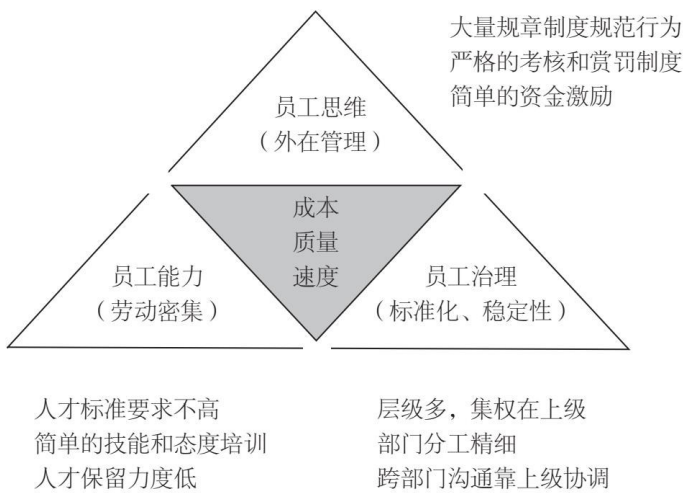 大量规章制度规范行为
严格的考核和赏罚制度
简单的资金激励
员工思维
（外在管理）
成本
质量
速度
员工能力
（劳动密集）
员工治理
（标准化、稳定性）
人才标准要求不高
简单的技能和态度培训
人才保留力度低
层级多，集权在上级
部门分工精细
跨部门沟通靠上级协调